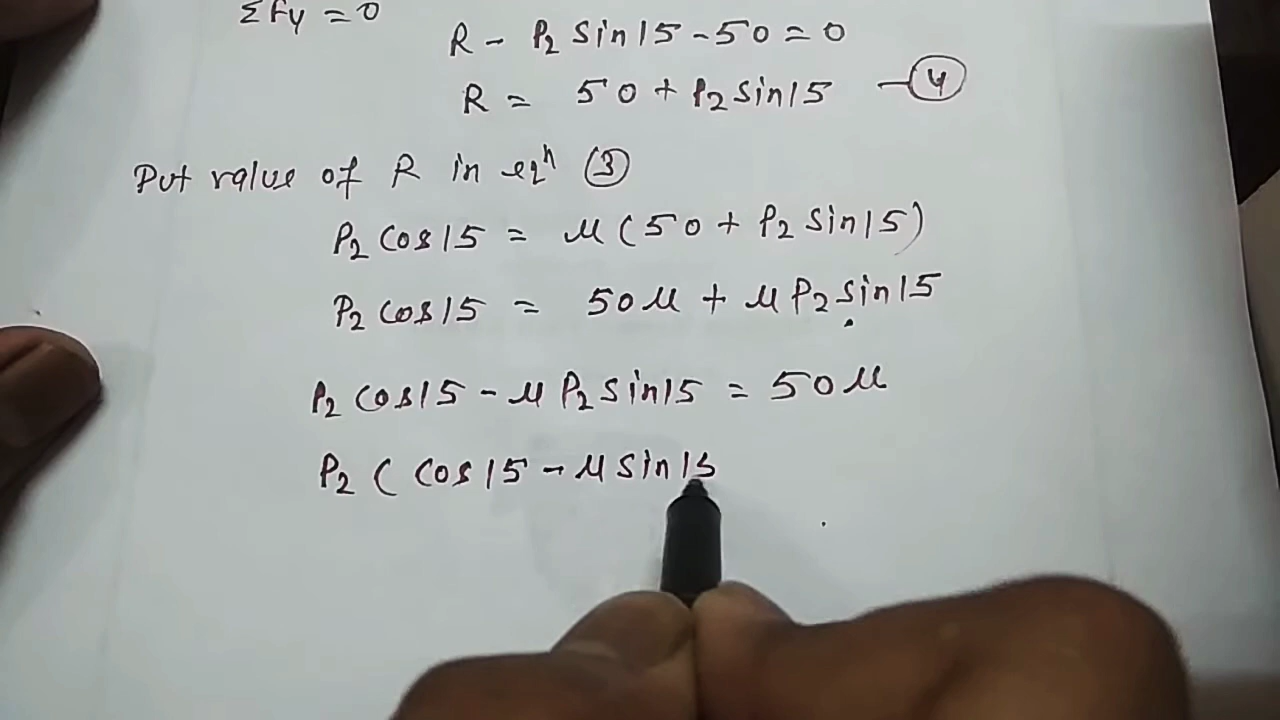 ΣFy = 0
R - P₂ Sin15 - 50 = 0
R = 50 + P₂ Sin15 — ④
Put value of R in eqⁿ ③
P₂ Cos15 = μ (50 + P₂ Sin15)
P₂ Cos15 = 50μ + μ P₂ Sin15
P₂ Cos15 - μ P₂ Sin15 = 50μ
P₂ ( Cos15 - μ Sin15